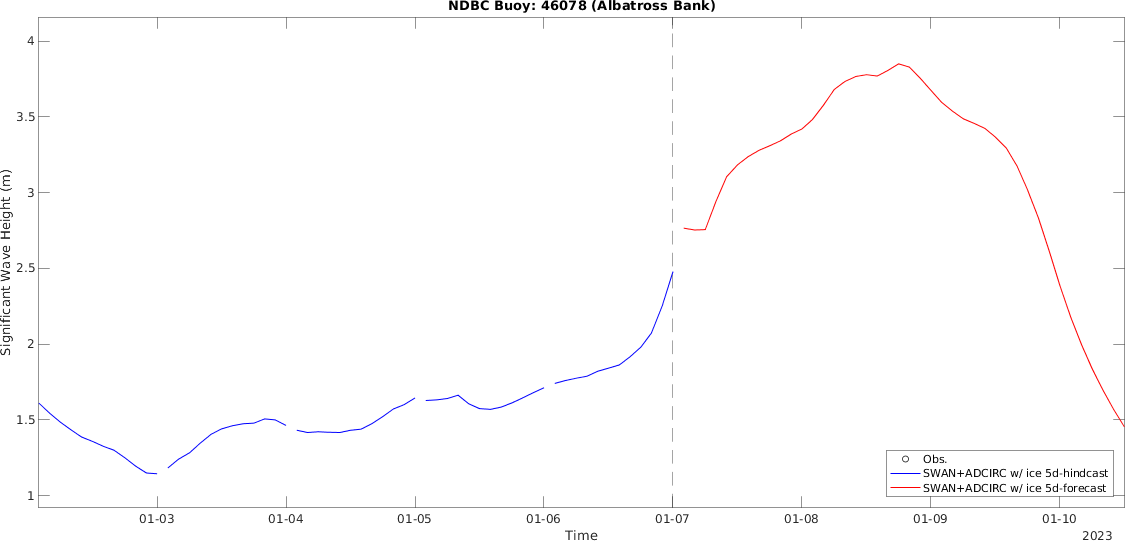 NDBC Buoy: 46078 (Albatross Bank)
Significant Wave Height (m)
4
3.5
3
2.5
2
1.5
1
Obs.
SWAN+ADCIRC w/ ice 5d-hindcast
SWAN+ADCIRC w/ ice 5d-forecast
01-03 01-04 01-05 01-06 01-07 01-08 01-09 01-10
Time
2023